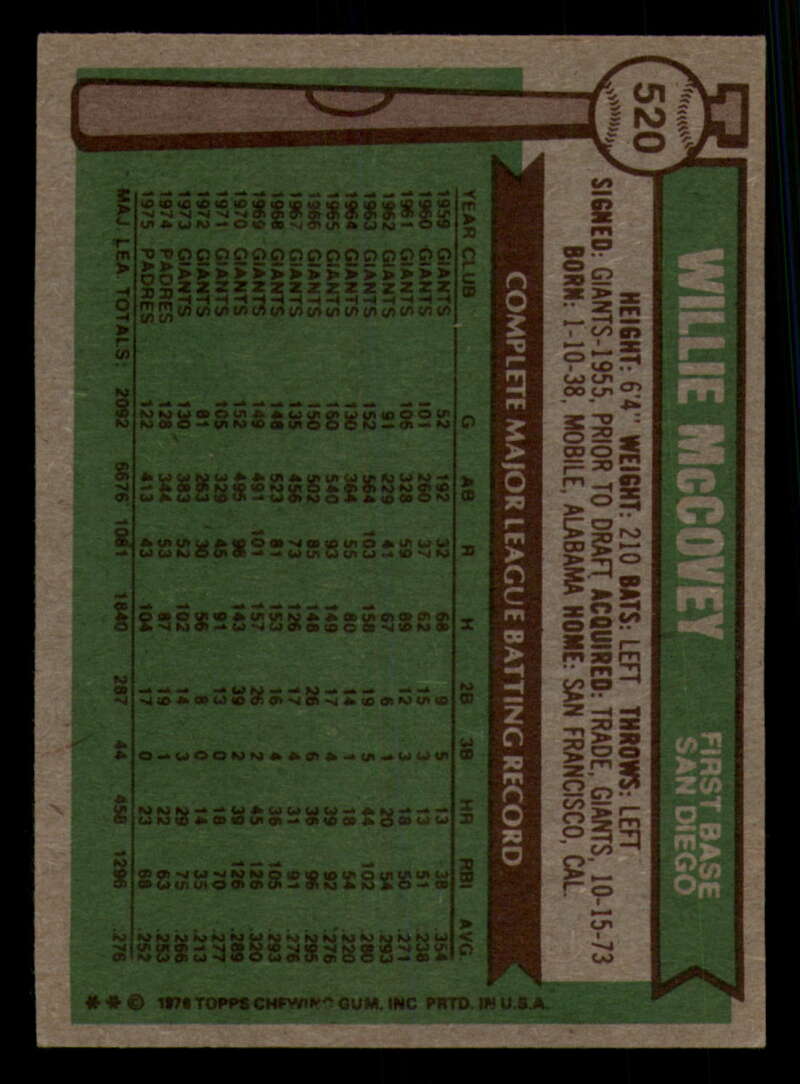 520
WILLIE McCOVEY
FIRST BASE
SAN DIEGO
HEIGHT: 6'4" WEIGHT: 210 BATS: LEFT THROWS: LEFT
SIGNED: GIANTS-1955, PRIOR TO DRAFT ACQUIRED: TRADE, GIANTS, 10-15-73
BORN: 1-10-38, MOBILE, ALABAMA HOME: SAN FRANCISCO, CAL.
COMPLETE MAJOR LEAGUE BATTING RECORD
YEAR CLUB G AB R H 2B 3B HR RBI AVG
1959 GIANTS 52 192 32 68 9 5 13 38 .354
1960 GIANTS 101 260 37 62 15 3 13 51 .238
1961 GIANTS 106 328 59 89 12 3 18 50 .271
1962 GIANTS 91 229 41 67 6 1 20 54 .293
1963 GIANTS 152 564 103 158 19 5 44 102 .280
1964 GIANTS 130 364 55 80 14 1 18 54 .220
1965 GIANTS 160 540 93 149 17 4 39 92 .276
1966 GIANTS 150 502 85 148 26 6 36 96 .295
1967 GIANTS 135 456 73 126 17 4 31 91 .276
1968 GIANTS 148 523 81 153 16 4 36 105 .293
1969 GIANTS 149 491 101 157 26 2 45 126 .320
1970 GIANTS 152 495 98 143 39 2 39 126 .289
1971 GIANTS 105 329 45 91 13 0 18 70 .277
1972 GIANTS 81 263 30 56 8 0 14 35 .213
1973 GIANTS 130 383 52 102 14 3 29 75 .266
1974 PADRES 128 344 53 87 19 1 22 63 .253
1975 PADRES 122 413 43 104 17 0 23 68 .252
MAJ. LEA. TOTALS: 2092 6676 1081 1840 287 44 458 1296 .276
* * © 1976 TOPPS CHEWING GUM, INC. PRTD. IN U.S.A.